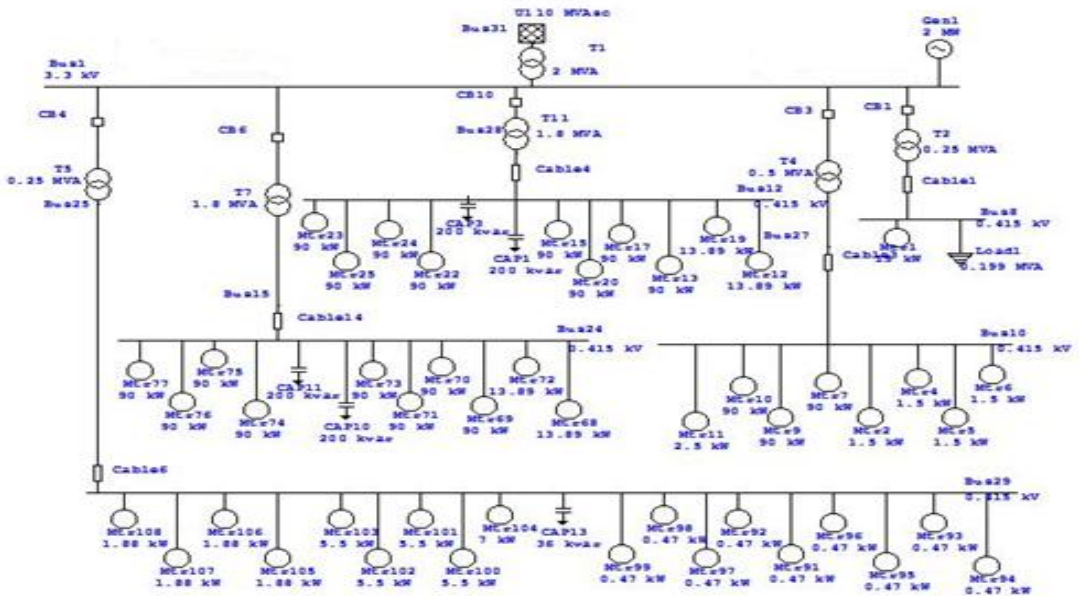 U110 MVAsc
Bus31
Gen1
2 MW
T1
2 MVA
Bus1
3.3 kV
CB4
CB6
CB10
CB3
CB1
T11
1.8 MVA
Bus28
T2
0.25 MVA
T5
0.25 MVA
Bus25
T7
1.8 MVA
Cable4
T4
0.5 MVA
Cable1
Bus12
0.415 kV
Bus8
0.415 kV
CAP3
200 kvar
CAP1
200 kvar
Mtr23
90 kW
Mtr25
90 kW
Mtr24
90 kW
Mtr22
90 kW
Mtr15
90 kW
Mtr20
90 kW
Mtr17
90 kW
Mtr13
90 kW
Mtr19
13.89 kW
Mtr12
13.89 kW
Bus27
Mtr1
Load1
0.199 MVA
Bus15
Cable14
Bus24
0.415 kV
Bus10
0.415 kV
Mtr77
90 kW
Mtr76
90 kW
Mtr75
90 kW
Mtr74
90 kW
CAP11
200 kvar
CAP10
200 kvar
Mtr73
90 kW
Mtr71
90 kW
Mtr70
90 kW
Mtr69
90 kW
Mtr72
13.89 kW
Mtr68
13.89 kW
Mtr11
2.5 kW
Mtr10
90 kW
Mtr9
90 kW
Mtr7
90 kW
Mtr2
1.5 kW
Mtr4
1.5 kW
Mtr5
1.5 kW
Mtr6
1.5 kW
Cable6
Bus29
0.415 kV
Mtr108
1.88 kW
Mtr107
1.88 kW
Mtr106
1.88 kW
Mtr105
1.88 kW
Mtr103
5.5 kW
Mtr102
5.5 kW
Mtr101
5.5 kW
Mtr100
5.5 kW
Mtr104
7 kW
CAP13
36 kvar
Mtr99
0.47 kW
Mtr98
0.47 kW
Mtr97
0.47 kW
Mtr92
0.47 kW
Mtr91
0.47 kW
Mtr96
0.47 kW
Mtr95
0.47 kW
Mtr93
0.47 kW
Mtr94
0.47 kW